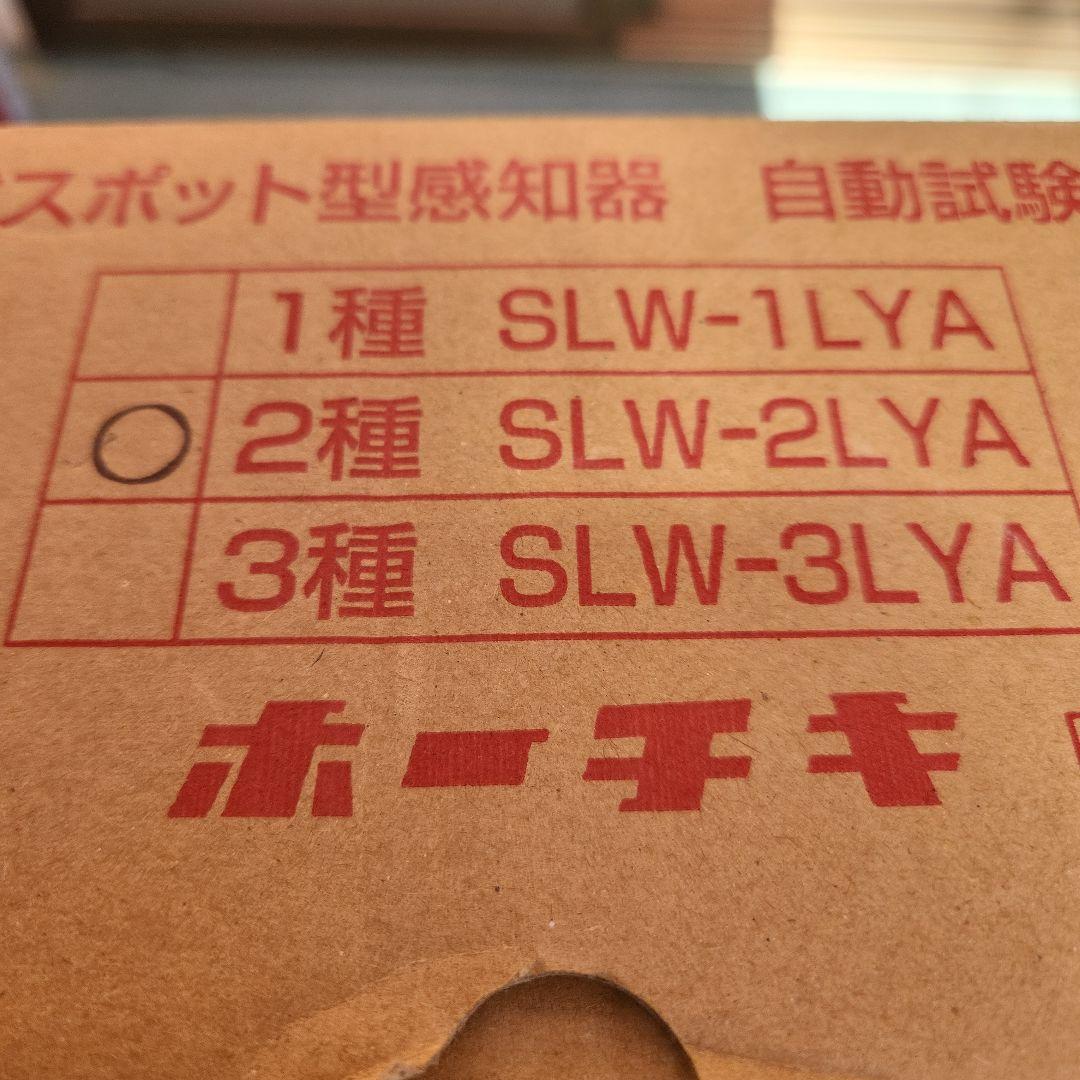 スポット型感知器 自動試験
1種 SLW-1LYA
○ 2種 SLW-2LYA
3種 SLW-3LYA
ホーチキ